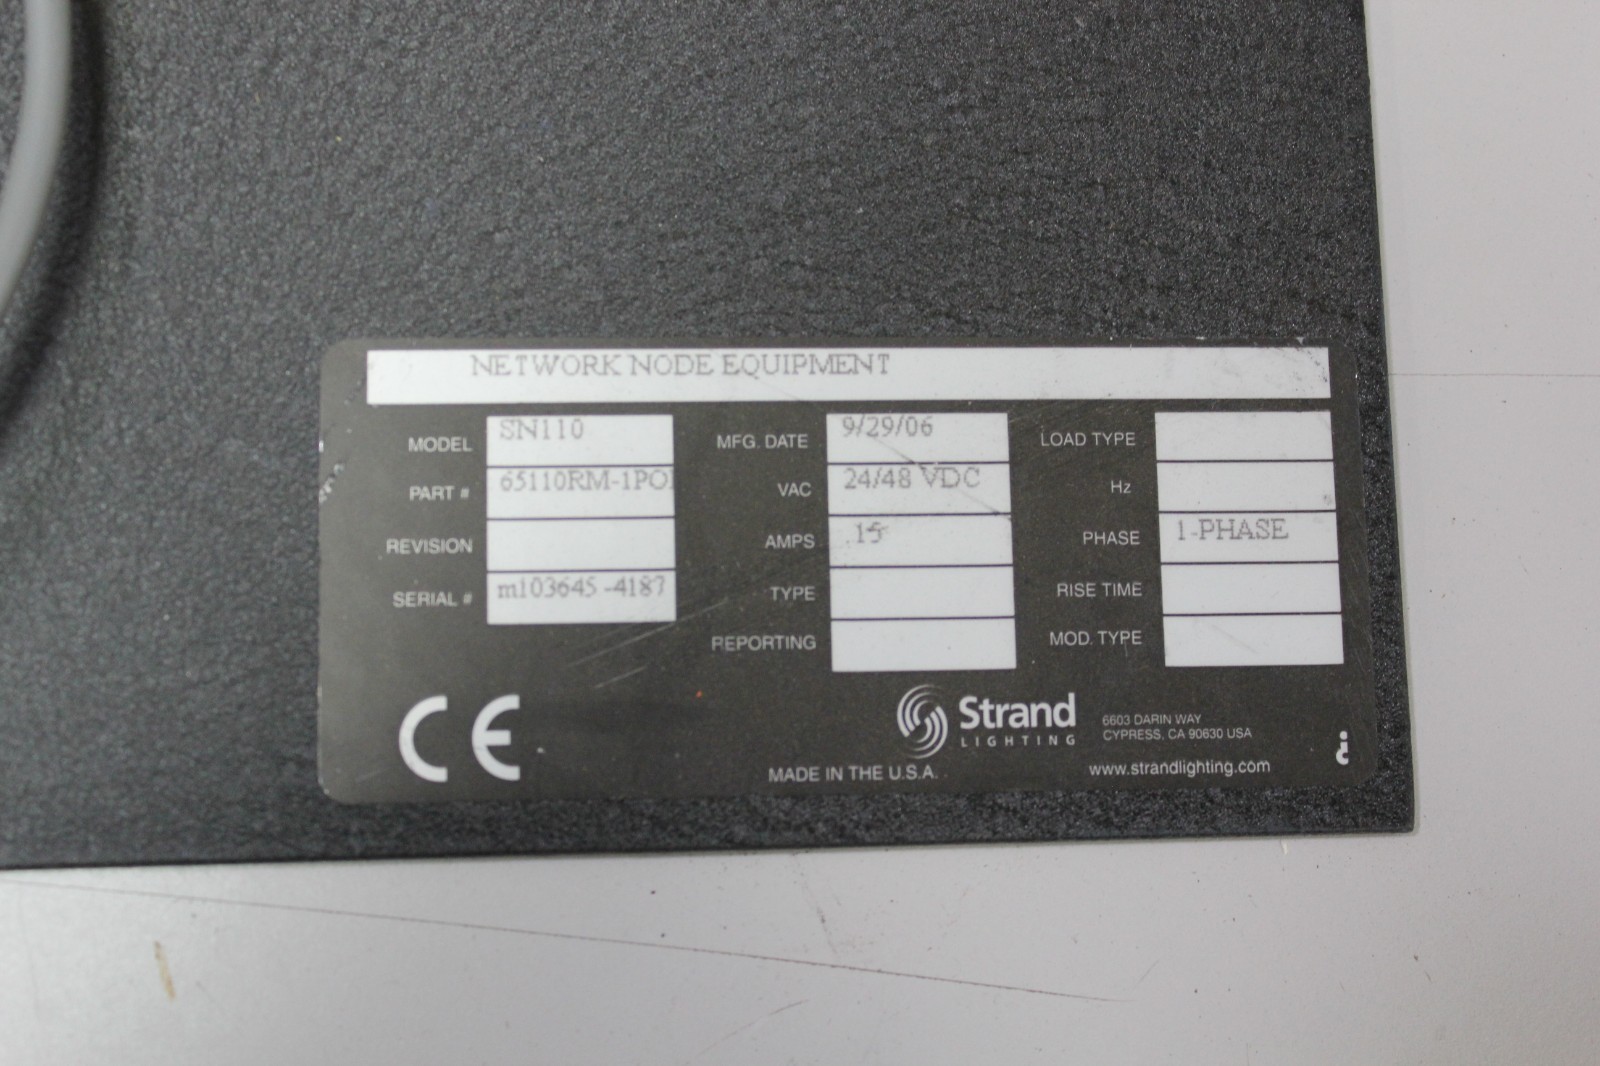 NETWORK NODE EQUIPMENT
MODEL SN110 MFG. DATE 9/29/06 LOAD TYPE
PART # 65110RM-1PO VAC 24/48 VDC Hz
REVISION AMPS .15 PHASE 1-PHASE
SERIAL # m103645-4187 TYPE RISE TIME
REPORTING MOD. TYPE
CE
Strand
LIGHTING
6603 DARIN WAY
CYPRESS, CA 90630 USA
MADE IN THE U.S.A.
www.strandlighting.com